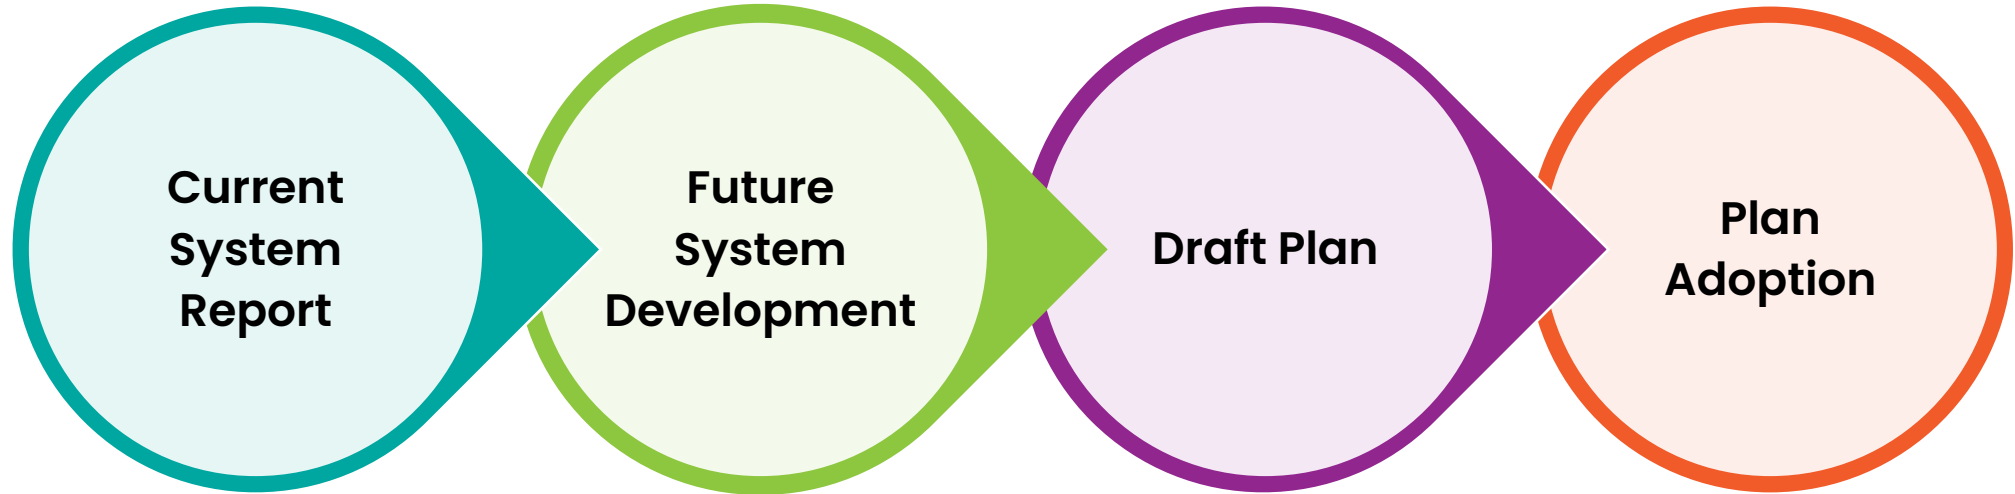 Current
System
Report
Future
System
Development
Draft Plan
Plan
Adoption